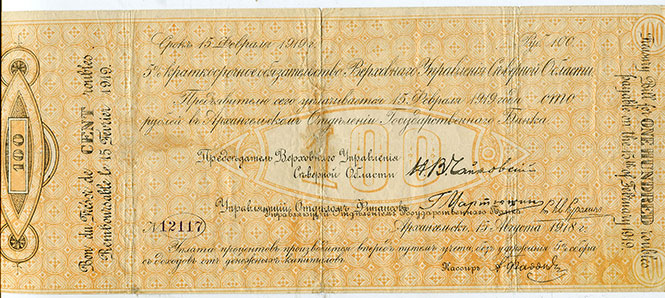 Срокъ 15 Февраля 1919 г. Руб. 100
5% Краткосрочное обязательство Верховнаго Управленія Сѣверной Области.
Предъявителю сего уплачивается 15 Февраля 1919 года сто
рублей въ Архангельскомъ Отдѣленіи Государственнаго Банка
Предсѣдатель Верховнаго Управленія
Сѣверной Области Н.В.Чайковскій
Управляющій Отдѣломъ Финансовъ
Управляющій Отдѣленіемъ Государственнаго Банка
№ 12117
Архангельскъ, 15 Августа 1918 г.
Уплата процентовъ производится впередъ путемъ учета, безъ удержанія 5% сбора
съ доходовъ отъ денежныхъ капиталовъ.
Кассиръ
100
100
Bon du Trésor de CENT roubles
Remboursable le 15 Février 1919.
Treasury Bill for ONE HUNDRED roubles
payable on the 15th of February 1919.